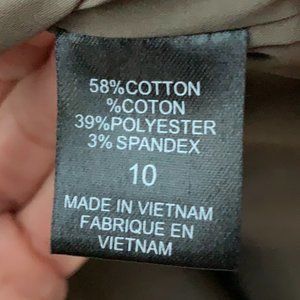 58%COTTON
%COTON
39%POLYESTER
3% SPANDEX
10
MADE IN VIETNAM
FABRIQUE EN
VIETNAM